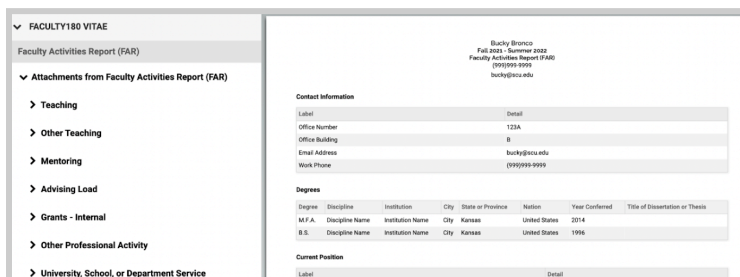 FACULTY180 VITAE
Faculty Activities Report (FAR)
Attachments from Faculty Activities Report (FAR)
Teaching
Other Teaching
Mentoring
Advising Load
Grants - Internal
Other Professional Activity
University, School, or Department Service
Bucky Bronco
Fall 2021 - Summer 2022
Faculty Activities Report (FAR)
(999)999-9999
bucky@scu.edu
Contact Information
Label Detail
Office Number 123A
Office Building B
Email Address bucky@scu.edu
Work Phone (999)999-9999
Degrees
Degree Discipline Institution City State or Province Nation Year Conferred Title of Dissertation or Thesis
M.F.A. Discipline Name Institution Name City Kansas United States 2014
B.S. Discipline Name Institution Name City Kansas United States 1996
Current Position
Label Detail